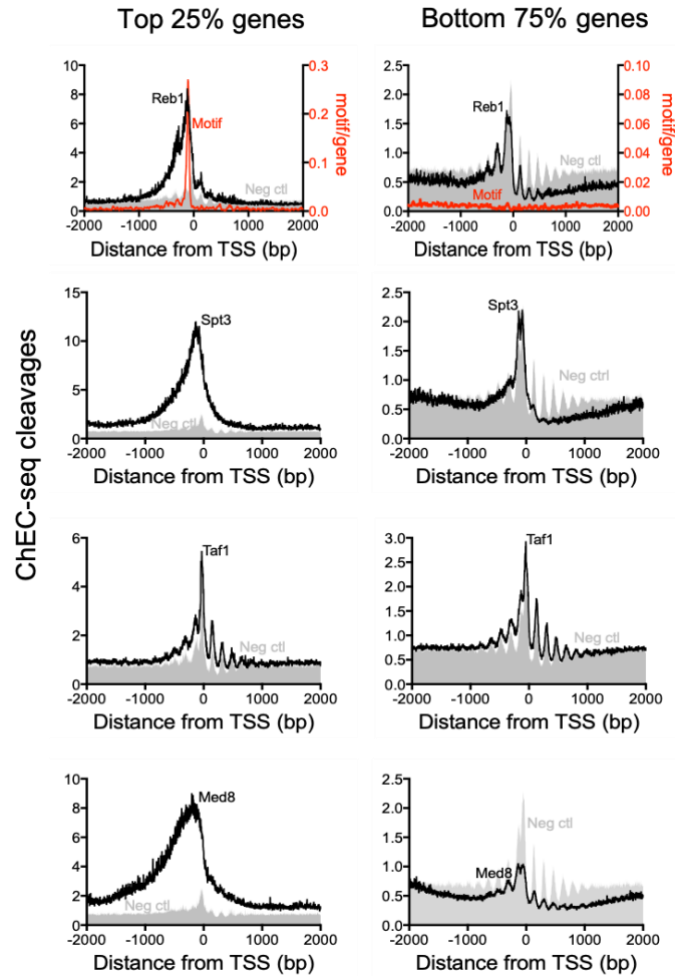 Top 25% genes
Bottom 75% genes
ChEC-seq cleavages
10
8
6
4
2
0
Reb1
Motif
Neg ctl
0.3
0.2
0.1
0.0
motif/gene
-2000 -1000 0 1000 2000
Distance from TSS (bp)
2.5
2.0
1.5
1.0
0.5
0.0
Reb1
Neg ctl
Motif
0.10
0.08
0.06
0.04
0.02
0.00
motif/gene
-2000 -1000 0 1000 2000
Distance from TSS (bp)
15
10
5
0
Spt3
Neg ctl
-2000 -1000 0 1000 2000
Distance from TSS (bp)
2.5
2.0
1.5
1.0
0.5
0.0
Spt3
Neg ctrl
-2000 -1000 0 1000 2000
Distance from TSS (bp)
6
4
2
0
Taf1
Neg ctl
-2000 -1000 0 1000 2000
Distance from TSS (bp)
3.0
2.5
2.0
1.5
1.0
0.5
0.0
Taf1
Neg ctl
-2000 -1000 0 1000 2000
Distance from TSS (bp)
10
8
6
4
2
0
Med8
Neg ctl
-2000 -1000 0 1000 2000
Distance from TSS (bp)
2.5
2.0
1.5
1.0
0.5
0.0
Neg ctl
Med8
-2000 -1000 0 1000 2000
Distance from TSS (bp)